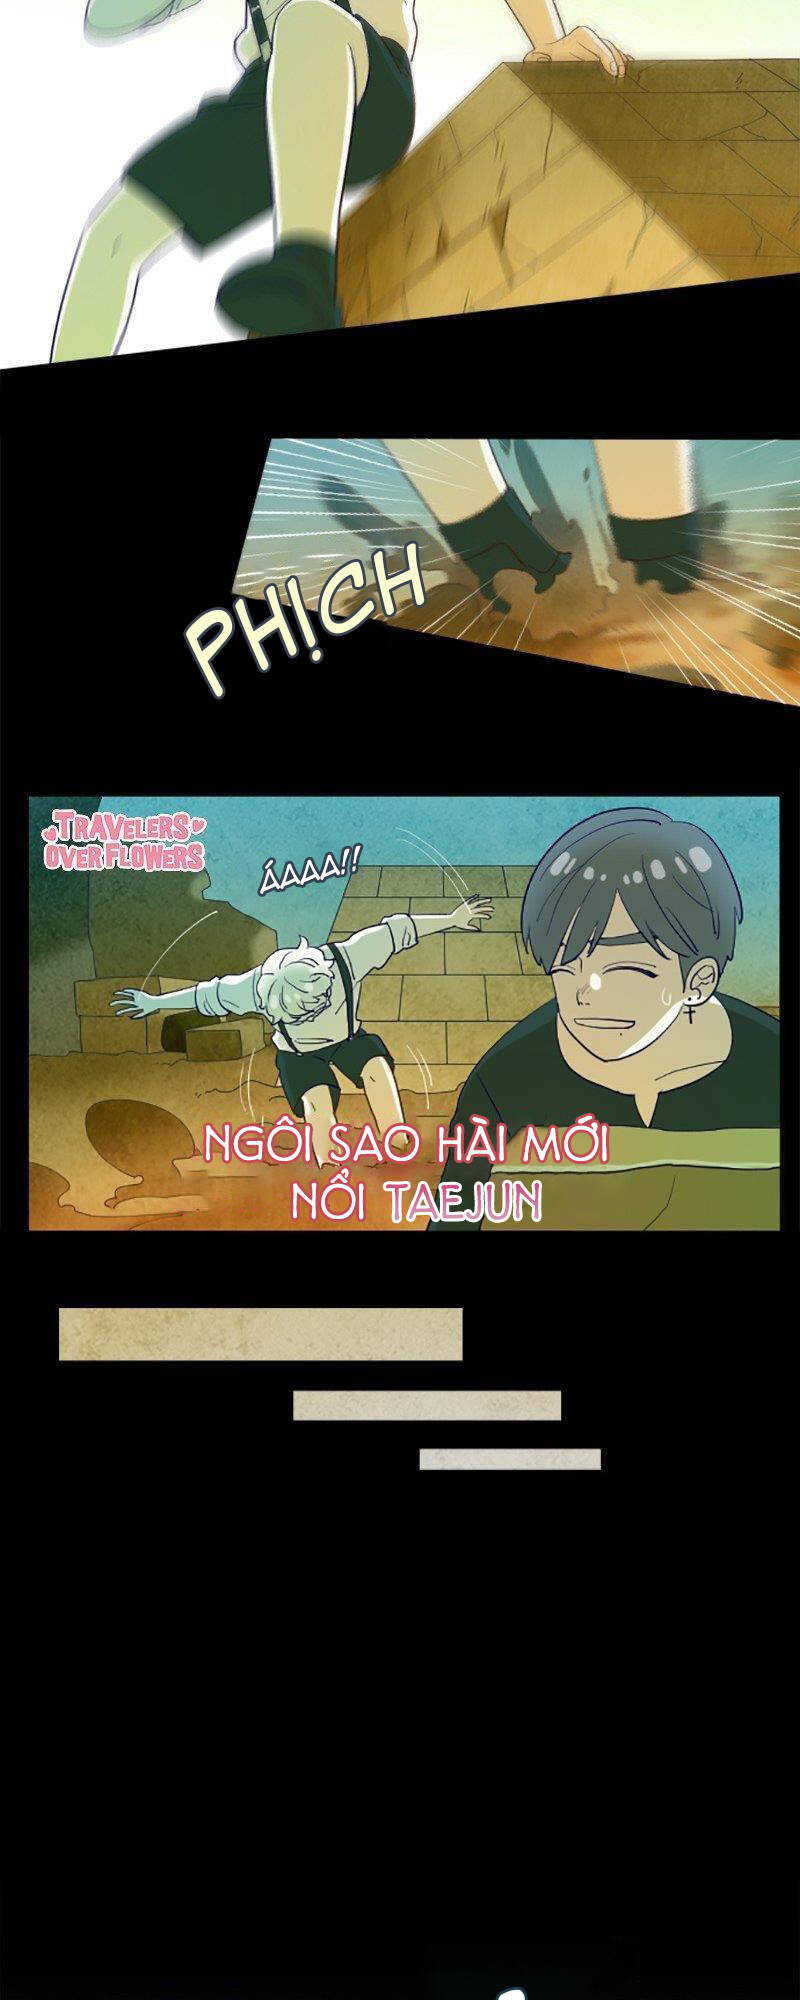 PHỊCH
TRAVELERS
OVER FLOWERS
ÁAAA!!
NGÔI SAO HÀI MỚI
NỔI TAEJUN